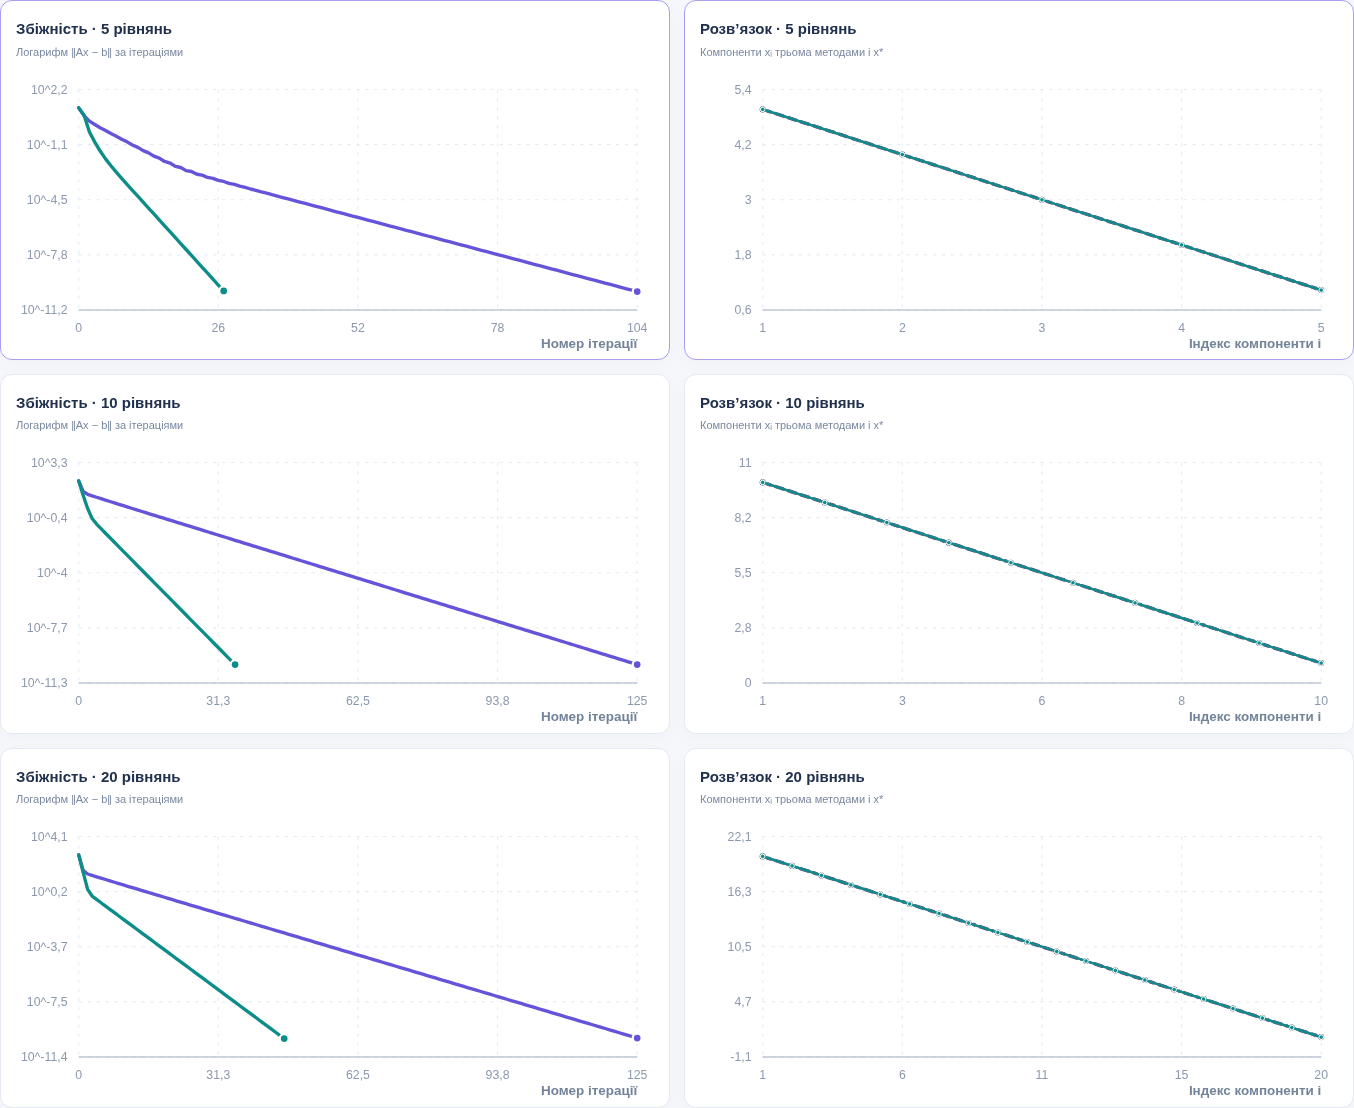 Збіжність · 5 рівнянь
Логарифм ‖Ax − b‖ за ітераціями
10^2,2
10^-1,1
10^-4,5
10^-7,8
10^-11,2
0 26 52 78 104
Номер ітерації
Розв’язок · 5 рівнянь
Компоненти xᵢ трьома методами і x*
5,4
4,2
3
1,8
0,6
1 2 3 4 5
Індекс компоненти i
Збіжність · 10 рівнянь
Логарифм ‖Ax − b‖ за ітераціями
10^3,3
10^-0,4
10^-4
10^-7,7
10^-11,3
0 31,3 62,5 93,8 125
Номер ітерації
Розв’язок · 10 рівнянь
Компоненти xᵢ трьома методами і x*
11
8,2
5,5
2,8
0
1 3 6 8 10
Індекс компоненти i
Збіжність · 20 рівнянь
Логарифм ‖Ax − b‖ за ітераціями
10^4,1
10^0,2
10^-3,7
10^-7,5
10^-11,4
0 31,3 62,5 93,8 125
Номер ітерації
Розв’язок · 20 рівнянь
Компоненти xᵢ трьома методами і x*
22,1
16,3
10,5
4,7
-1,1
1 6 11 15 20
Індекс компоненти i